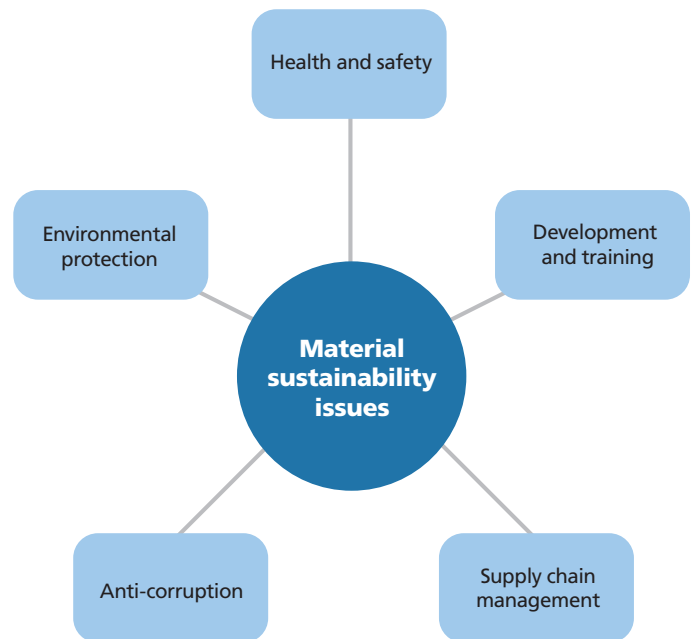 Health and safety
Environmental
protection
Development
and training
Material
sustainability
issues
Anti-corruption
Supply chain
management